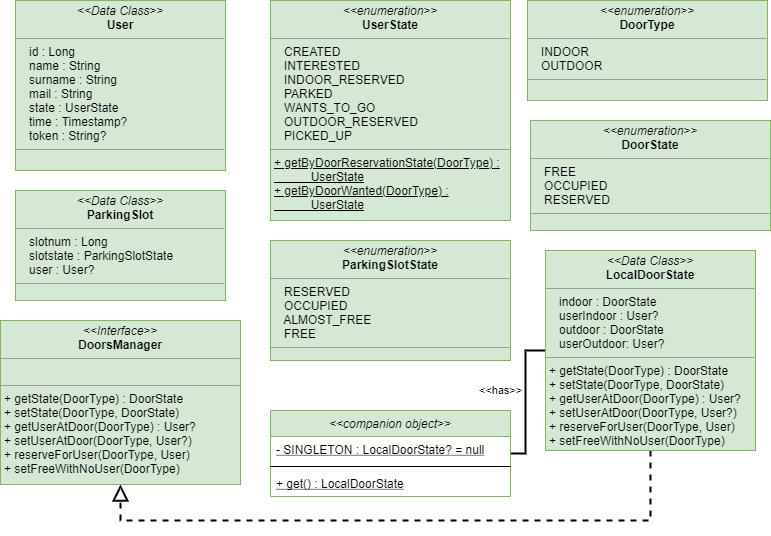 <<Data Class>>
User
id : Long
name : String
surname : String
mail : String
state : UserState
time : Timestamp?
token : String?
<<enumeration>>
UserState
CREATED
INTERESTED
INDOOR_RESERVED
PARKED
WANTS_TO_GO
OUTDOOR_RESERVED
PICKED_UP
+ getByDoorReservationState(DoorType) :
UserState
+ getByDoorWanted(DoorType) :
UserState
<<enumeration>>
DoorType
INDOOR
OUTDOOR
<<enumeration>>
DoorState
FREE
OCCUPIED
RESERVED
<<Data Class>>
ParkingSlot
slotnum : Long
slotstate : ParkingSlotState
user : User?
<<enumeration>>
ParkingSlotState
RESERVED
OCCUPIED
ALMOST_FREE
FREE
<<Data Class>>
LocalDoorState
indoor : DoorState
userIndoor : User?
outdoor : DoorState
userOutdoor: User?
+ getState(DoorType) : DoorState
+ setState(DoorType, DoorState)
+ getUserAtDoor(DoorType) : User?
+ setUserAtDoor(DoorType, User?)
+ reserveForUser(DoorType, User)
+ setFreeWithNoUser(DoorType)
<<Interface>>
DoorsManager
+ getState(DoorType) : DoorState
+ setState(DoorType, DoorState)
+ getUserAtDoor(DoorType) : User?
+ setUserAtDoor(DoorType, User?)
+ reserveForUser(DoorType, User)
+ setFreeWithNoUser(DoorType)
<<has>>
<<companion object>>
- SINGLETON : LocalDoorState? = null
+ get() : LocalDoorState